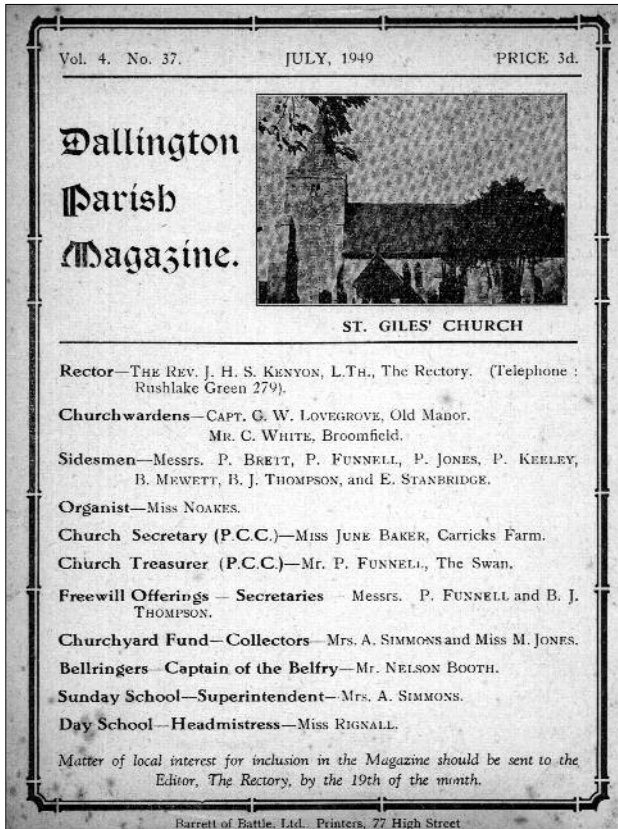 Vol. 4. No. 37. JULY, 1949 PRICE 3d.
Dallington
Parish
Magazine.
ST. GILES' CHURCH
Rector—THE REV. J. H. S. KENYON, L.TH., The Rectory. (Telephone :
Rushlake Green 279).
Churchwardens—CAPT. G. W. LOVEGROVE, Old Manor.
MR. C. WHITE, Broomfield.
Sidesmen—Messrs. P. BRETT, P. FUNNELL, P. JONES, P. KEELEY,
B. MEWETT, B. J. THOMPSON, and E. STANBRIDGE.
Organist—Miss NOAKES.
Church Secretary (P.C.C.)—MISS JUNE BAKER, Carricks Farm.
Church Treasurer (P.C.C.)—Mr. P. FUNNELL, The Swan.
Freewill Offerings — Secretaries — Messrs. P. FUNNELL and B. J.
THOMPSON.
Churchyard Fund—Collectors—Mrs. A. SIMMONS and Miss M. JONES.
Bellringers—Captain of the Belfry—Mr. NELSON BOOTH.
Sunday School—Superintendent—Mrs. A. SIMMONS.
Day School—Headmistress—Miss RIGNALL.
Matter of local interest for inclusion in the Magazine should be sent to the
Editor, The Rectory, by the 19th of the month.
Barrett of Battle, Ltd., Printers, 77 High Street